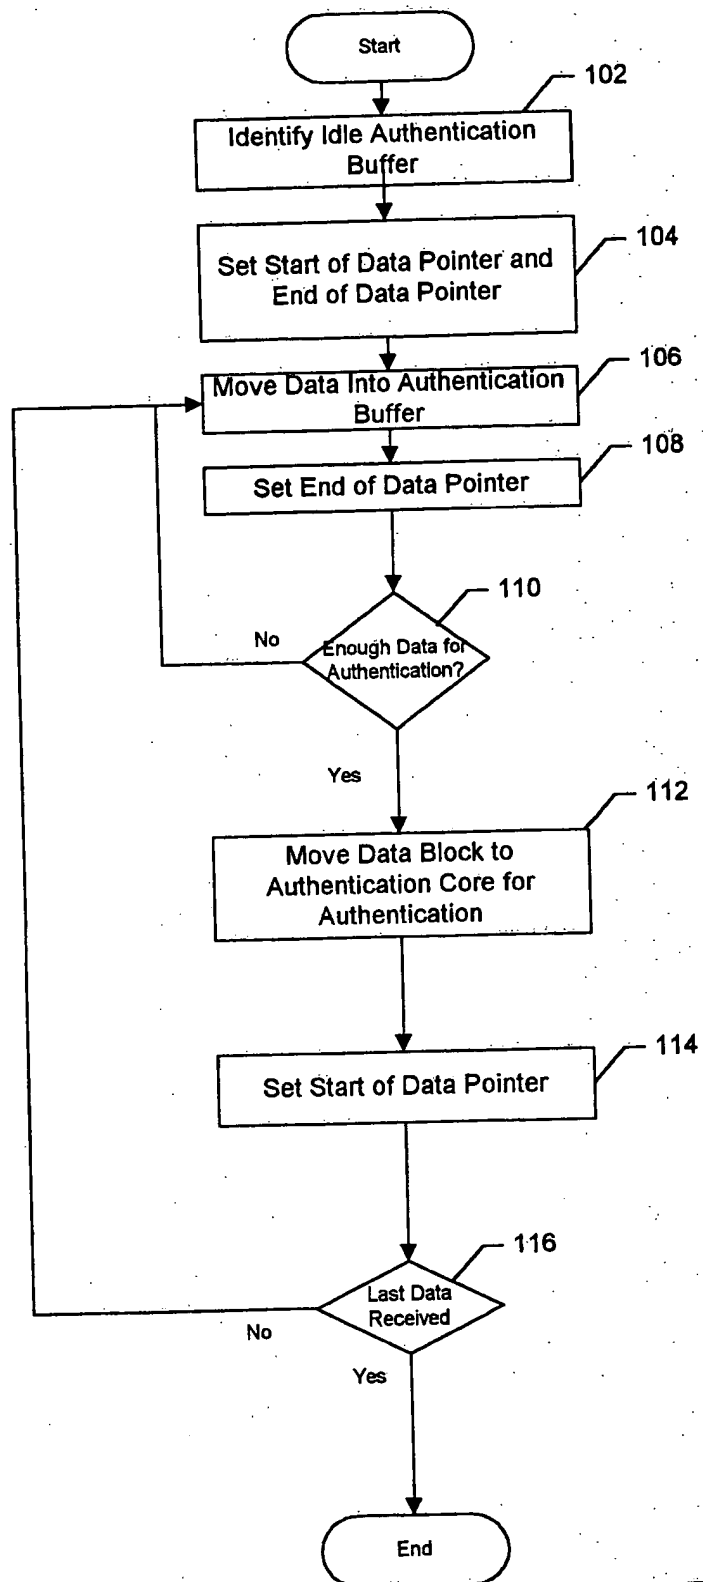 Start
102
Identify Idle Authentication
Buffer
104
Set Start of Data Pointer and
End of Data Pointer
106
Move Data Into Authentication
Buffer
108
Set End of Data Pointer
110
No
Enough Data for
Authentication?
Yes
112
Move Data Block to
Authentication Core for
Authentication
114
Set Start of Data Pointer
116
Last Data
Received
No
Yes
End